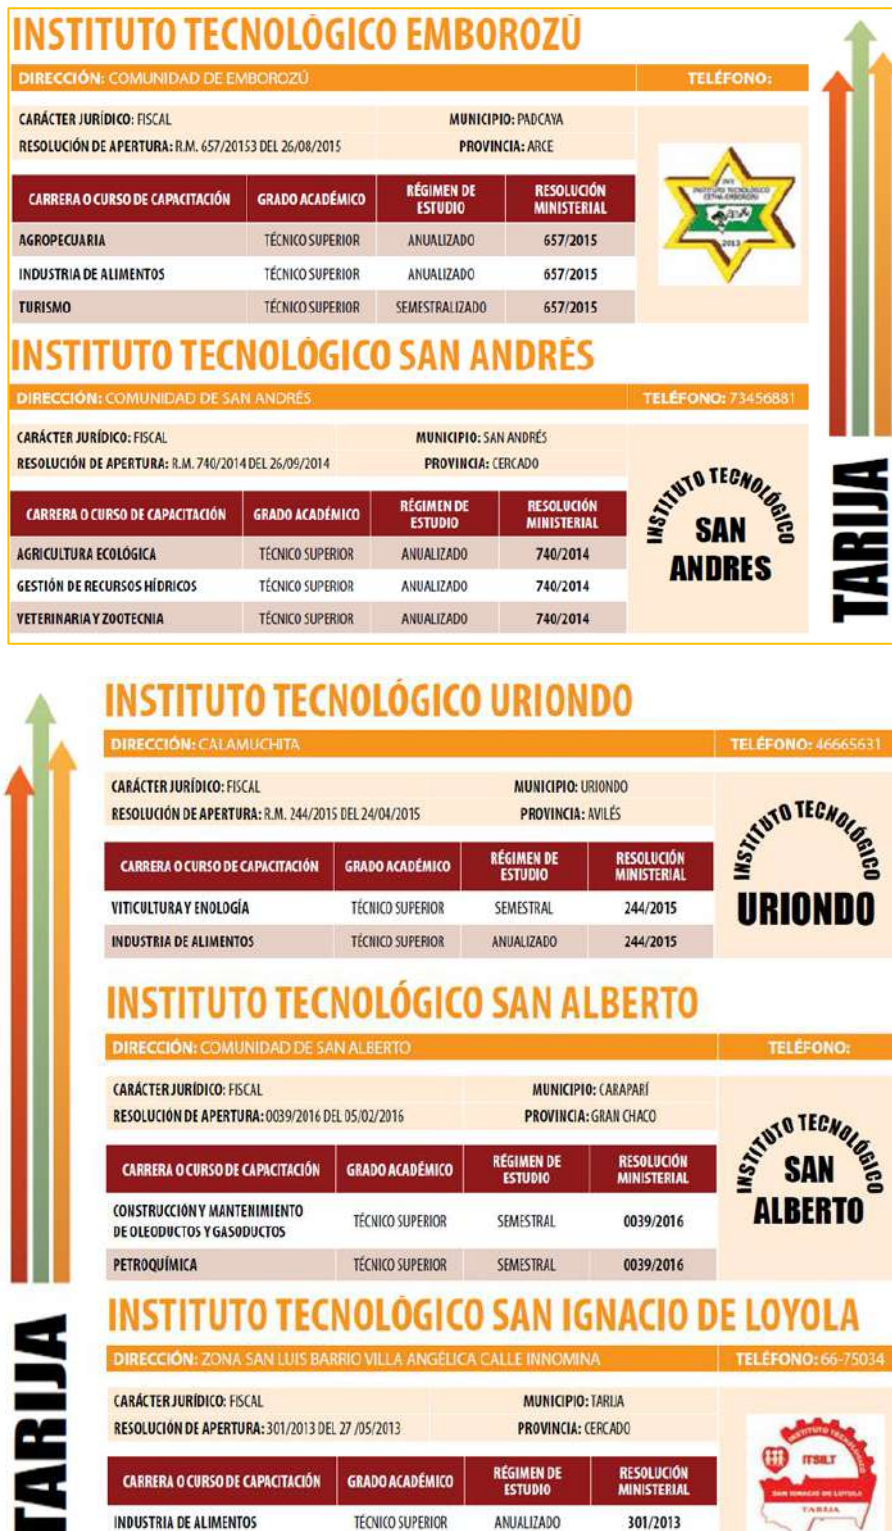 INSTITUTO TECNOLÓGICO EMBOROZÚ
DIRECCIÓN: COMUNIDAD DE EMBOROZÚ TELÉFONO:
CARÁCTER JURÍDICO: FISCAL MUNICIPIO: PADCAYA
RESOLUCIÓN DE APERTURA: R.M. 657/20153 DEL 26/08/2015 PROVINCIA: ARCE
CARRERA O CURSO DE CAPACITACIÓN GRADO ACADÉMICO RÉGIMEN DE ESTUDIO RESOLUCIÓN MINISTERIAL
AGROPECUARIA TÉCNICO SUPERIOR ANUALIZADO 657/2015
INDUSTRIA DE ALIMENTOS TÉCNICO SUPERIOR ANUALIZADO 657/2015
TURISMO TÉCNICO SUPERIOR SEMESTRALIZADO 657/2015
2013
INSTITUTO TECNOLÓGICO SAN ANDRÉS
DIRECCIÓN: COMUNIDAD DE SAN ANDRÉS TELÉFONO: 73456881
CARÁCTER JURÍDICO: FISCAL MUNICIPIO: SAN ANDRÉS
RESOLUCIÓN DE APERTURA: R.M. 740/2014 DEL 26/09/2014 PROVINCIA: CERCADO
CARRERA O CURSO DE CAPACITACIÓN GRADO ACADÉMICO RÉGIMEN DE ESTUDIO RESOLUCIÓN MINISTERIAL
AGRICULTURA ECOLÓGICA TÉCNICO SUPERIOR ANUALIZADO 740/2014
GESTIÓN DE RECURSOS HÍDRICOS TÉCNICO SUPERIOR ANUALIZADO 740/2014
VETERINARIA Y ZOOTECNIA TÉCNICO SUPERIOR ANUALIZADO 740/2014
INSTITUTO TECNOLÓGICO
SAN
ANDRES
TARIJA
INSTITUTO TECNOLÓGICO URIONDO
DIRECCIÓN: CALAMUCHITA TELÉFONO: 46665631
CARÁCTER JURÍDICO: FISCAL MUNICIPIO: URIONDO
RESOLUCIÓN DE APERTURA: R.M. 244/2015 DEL 24/04/2015 PROVINCIA: AVILÉS
CARRERA O CURSO DE CAPACITACIÓN GRADO ACADÉMICO RÉGIMEN DE ESTUDIO RESOLUCIÓN MINISTERIAL
VITICULTURA Y ENOLOGÍA TÉCNICO SUPERIOR SEMESTRAL 244/2015
INDUSTRIA DE ALIMENTOS TÉCNICO SUPERIOR ANUALIZADO 244/2015
INSTITUTO TECNOLÓGICO
URIONDO
INSTITUTO TECNOLÓGICO SAN ALBERTO
DIRECCIÓN: COMUNIDAD DE SAN ALBERTO TELÉFONO:
CARÁCTER JURÍDICO: FISCAL MUNICIPIO: CARAPARÍ
RESOLUCIÓN DE APERTURA: 0039/2016 DEL 05/02/2016 PROVINCIA: GRAN CHACO
CARRERA O CURSO DE CAPACITACIÓN GRADO ACADÉMICO RÉGIMEN DE ESTUDIO RESOLUCIÓN MINISTERIAL
CONSTRUCCIÓN Y MANTENIMIENTO
DE OLEODUCTOS Y GASODUCTOS TÉCNICO SUPERIOR SEMESTRAL 0039/2016
PETROQUÍMICA TÉCNICO SUPERIOR SEMESTRAL 0039/2016
INSTITUTO TECNOLÓGICO
SAN
ALBERTO
INSTITUTO TECNOLÓGICO SAN IGNACIO DE LOYOLA
DIRECCIÓN: ZONA SAN LUIS BARRIO VILLA ANGÉLICA CALLE INNOMINA TELÉFONO: 66-75034
CARÁCTER JURÍDICO: FISCAL MUNICIPIO: TARIJA
RESOLUCIÓN DE APERTURA: 301/2013 DEL 27 /05/2013 PROVINCIA: CERCADO
CARRERA O CURSO DE CAPACITACIÓN GRADO ACADÉMICO RÉGIMEN DE ESTUDIO RESOLUCIÓN MINISTERIAL
INDUSTRIA DE ALIMENTOS TÉCNICO SUPERIOR ANUALIZADO 301/2013
ITSILT
SAN IGNACIO DE LOYOLA
TARIJA
TARIJA